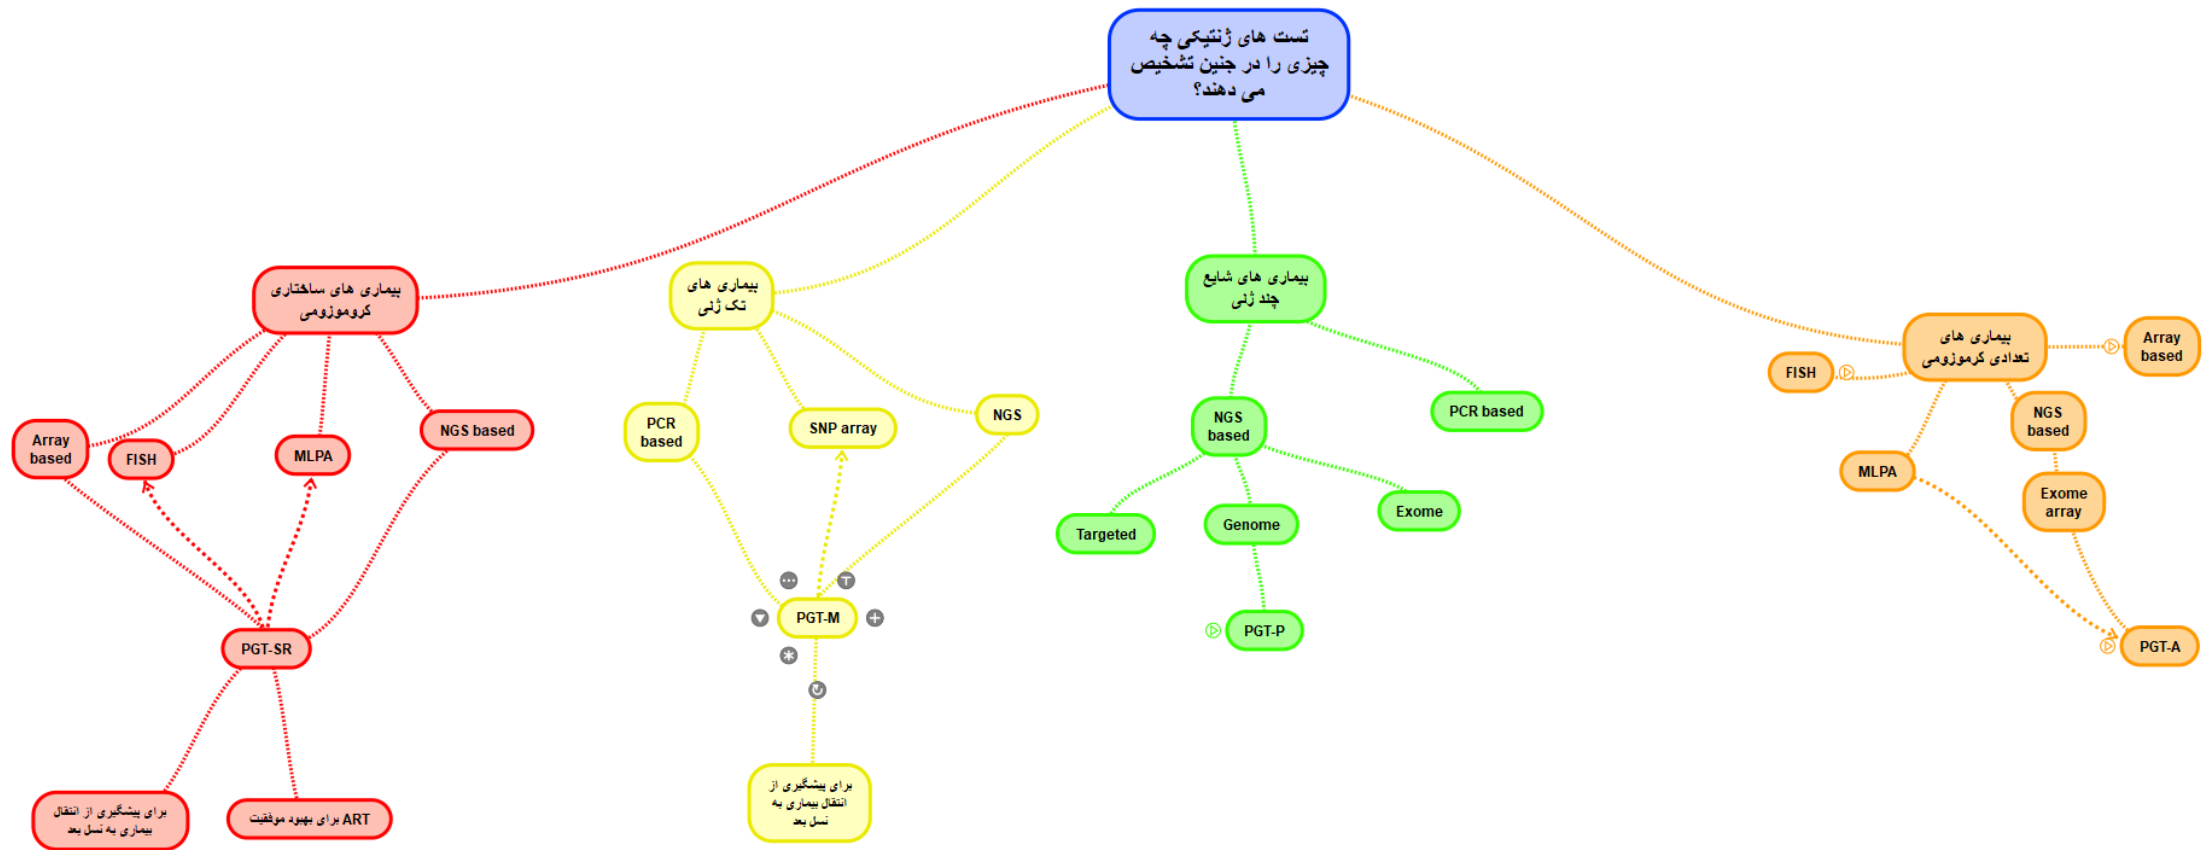 تست های ژنتیکی چه
چیزی را در جنین تشخیص
می دهند؟
بیماری های ساختاری
کروموزومی
Array
based
FISH
MLPA
NGS based
PGT-SR
برای پیشگیری از انتقال
بیماری به نسل بعد
ART برای بهبود موفقیت
بیماری های
تک ژنی
PCR
based
SNP array
NGS
PGT-M
برای پیشگیری از
انتقال بیماری به
نسل بعد
بیماری های شایع
چند ژنی
NGS
based
PCR based
Targeted
Genome
Exome
PGT-P
بیماری های
تعدادی کرموزومی
FISH
Array
based
MLPA
NGS
based
Exome
array
PGT-A